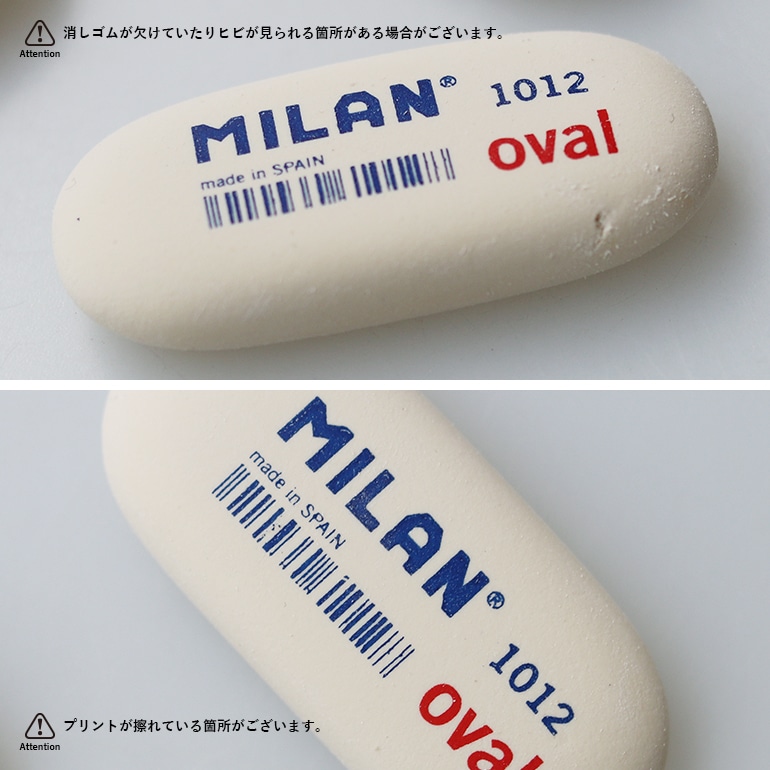 消しゴムが欠けていたりヒビが見られる箇所がある場合がございます。
Attention
MILAN® 1012
made in SPAIN oval
MILAN®
made in SPAIN
1012
oval
プリントが擦れている箇所がございます。
Attention